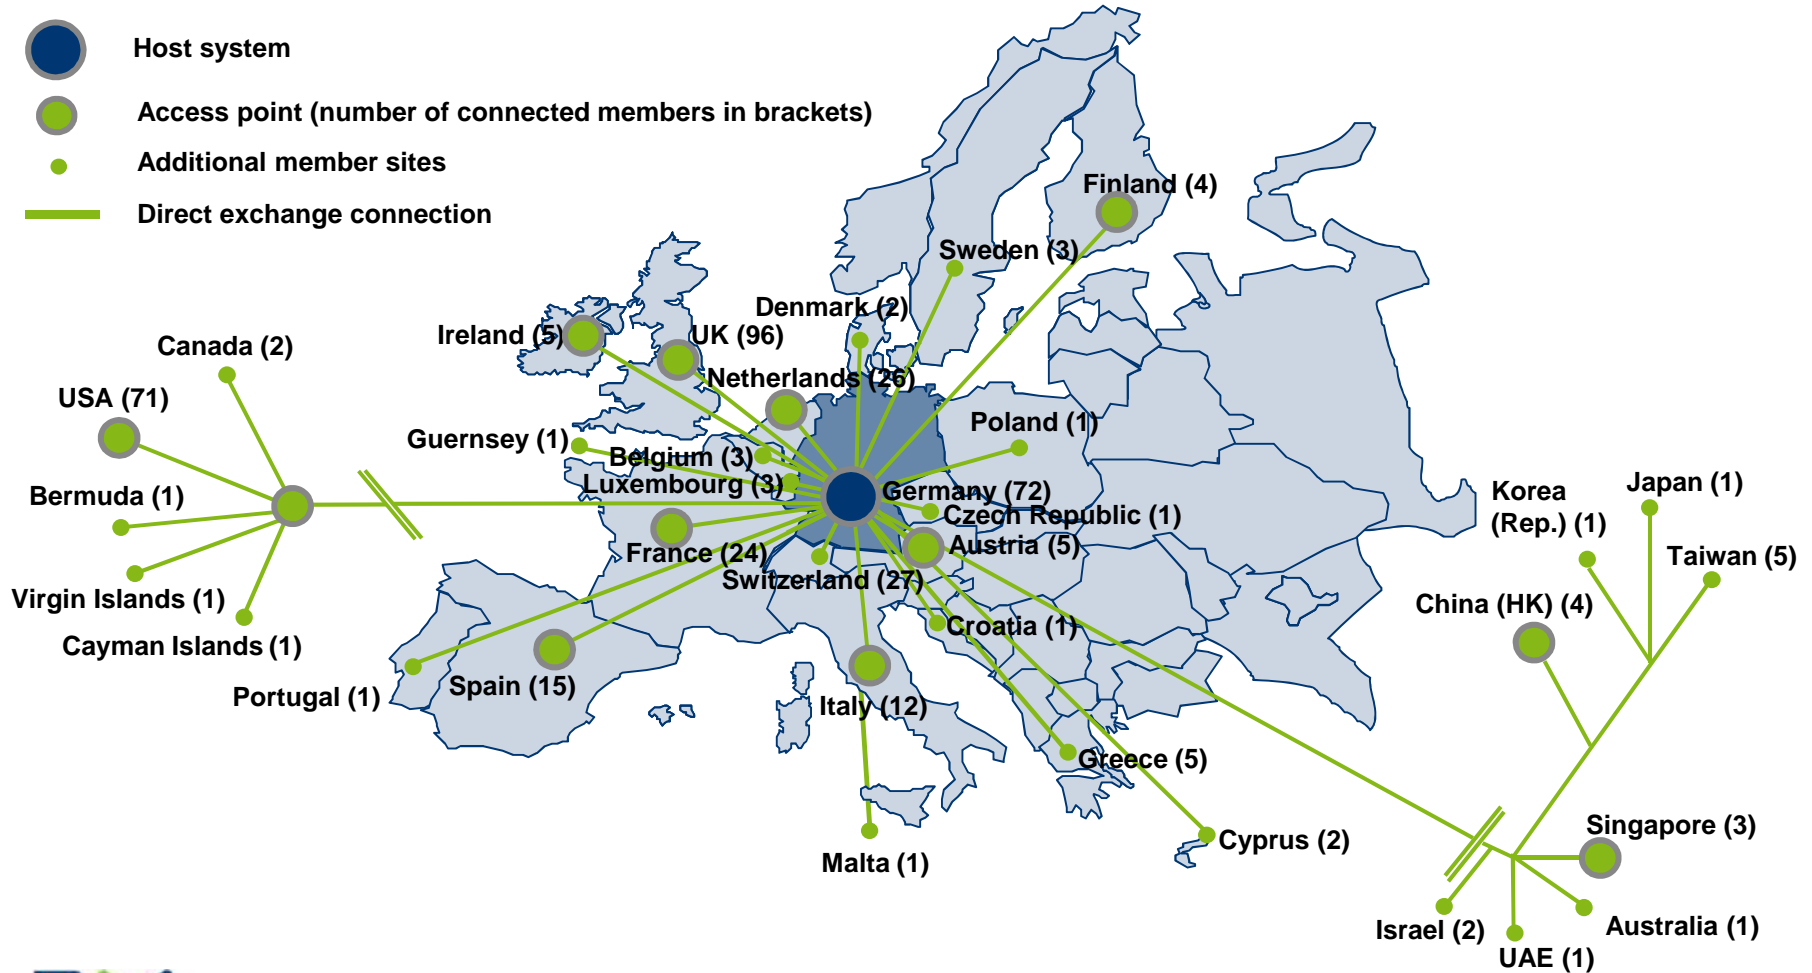 Host system
Access point (number of connected members in brackets)
Additional member sites
Direct exchange connection
Finland (4)
Sweden (3)
Denmark (2)
Ireland (5)
UK (96)
Netherlands (26)
Canada (2)
USA (71)
Guernsey (1)
Belgium (3)
Luxembourg (3)
Poland (1)
Germany (72)
Czech Republic (1)
Bermuda (1)
France (24)
Austria (5)
Switzerland (27)
Virgin Islands (1)
Cayman Islands (1)
Croatia (1)
Portugal (1)
Spain (15)
Italy (12)
Greece (5)
Malta (1)
Cyprus (2)
Korea
(Rep.) (1)
Japan (1)
Taiwan (5)
China (HK) (4)
Singapore (3)
Israel (2)
Australia (1)
UAE (1)